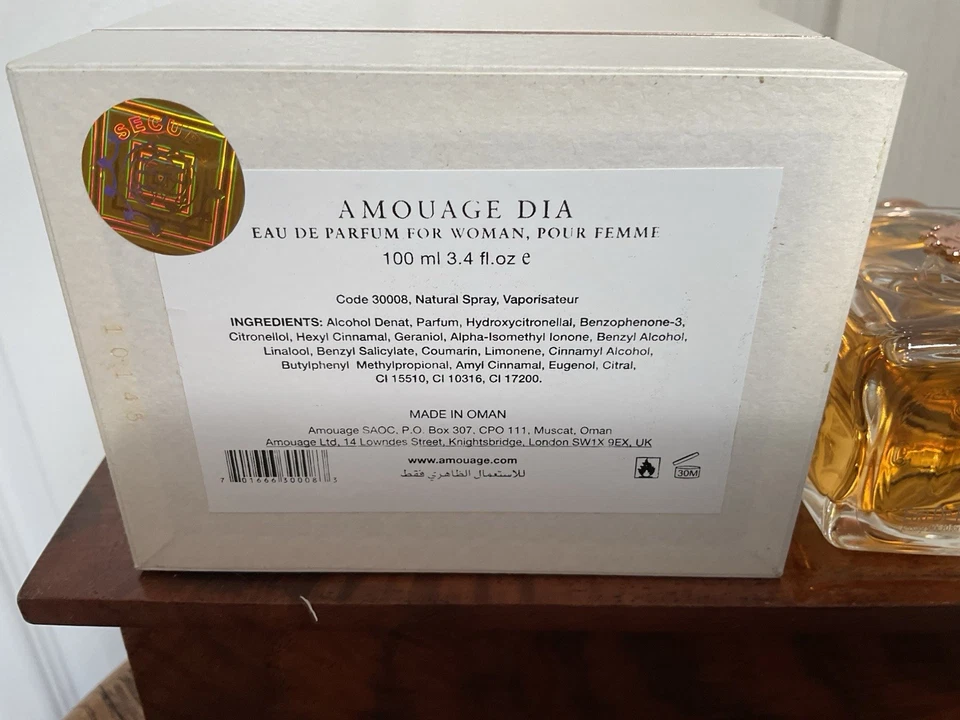 SECU
AMOUAGE DIA
EAU DE PARFUM FOR WOMAN, POUR FEMME
100 ml 3.4 fl.oz e
Code 30008, Natural Spray, Vaporisateur
INGREDIENTS: Alcohol Denat, Parfum, Hydroxycitronellal, Benzophenone-3,
Citronellol, Hexyl Cinnamal, Geraniol, Alpha-Isomethyl Ionone, Benzyl Alcohol,
Linalool, Benzyl Salicylate, Coumarin, Limonene, Cinnamyl Alcohol,
Butylphenyl Methylpropional, Amyl Cinnamal, Eugenol, Citral,
CI 15510, CI 10316, CI 17200.
MADE IN OMAN
Amouage SAOC, P.O. Box 307, CPO 111, Muscat, Oman
Amouage Ltd, 14 Lowndes Street, Knightsbridge, London SW1X 9EX, UK
www.amouage.com
للاستعمال الظاهري فقط
7 01666 30008 3
30M